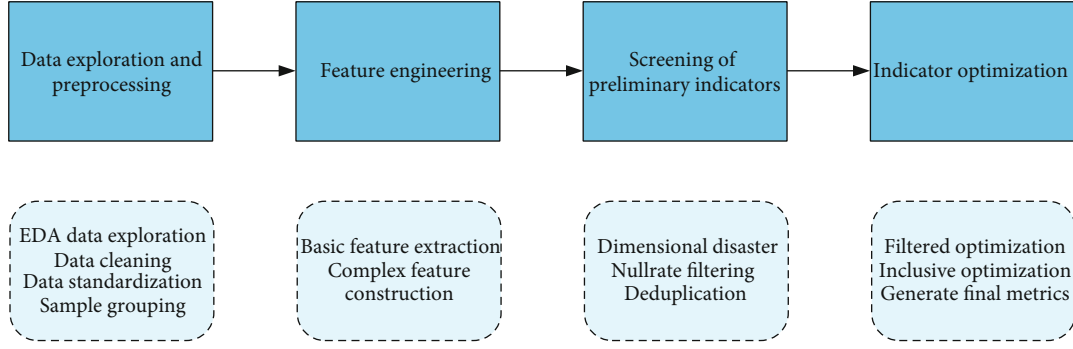 Data exploration and
preprocessing
Feature engineering
Screening of
preliminary indicators
Indicator optimization
EDA data exploration
Data cleaning
Data standardization
Sample grouping
Basic feature extraction
Complex feature
construction
Dimensional disaster
Nullrate filtering
Deduplication
Filtered optimization
Inclusive optimization
Generate final metrics